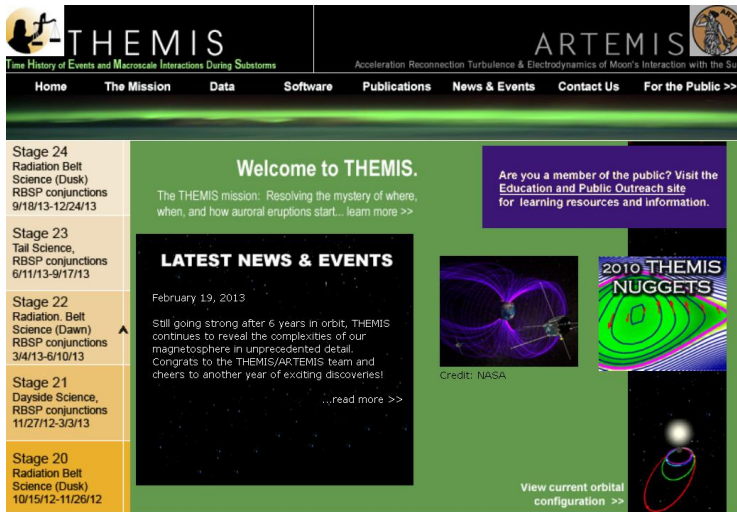 THEMIS
Time History of Events and Macroscale Interactions During Substorms
ARTEMIS
Acceleration Reconnection Turbulence & Electrodynamics of Moon's Interaction with the Su
Home The Mission Data Software Publications News & Events Contact Us For the Public >>
Stage 24
Radiation Belt
Science (Dusk)
RBSP conjunctions
9/18/13-12/24/13
Stage 23
Tail Science,
RBSP conjunctions
6/11/13-9/17/13
Stage 22
Radiation. Belt
Science (Dawn)
RBSP conjunctions
3/4/13-6/10/13
Stage 21
Dayside Science,
RBSP conjunctions
11/27/12-3/3/13
Stage 20
Radiation Belt
Science (Dusk)
10/15/12-11/26/12
Welcome to THEMIS.
The THEMIS mission: Resolving the mystery of where,
when, and how auroral eruptions start... learn more >>
Are you a member of the public? Visit the
Education and Public Outreach site
for learning resources and information.
LATEST NEWS & EVENTS
February 19, 2013
Still going strong after 6 years in orbit, THEMIS
continues to reveal the complexities of our
magnetosphere in unprecedented detail.
Congrats to the THEMIS/ARTEMIS team and
cheers to another year of exciting discoveries!
...read more >>
Credit: NASA
2010 THEMIS
NUGGETS
View current orbital
configuration >>